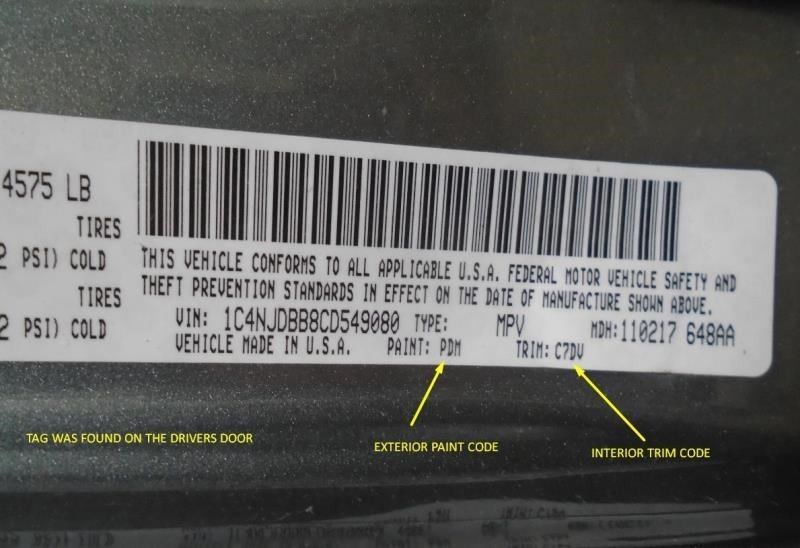 4575 LB
TIRES
2 PSI) COLD
TIRES
2 PSI) COLD
THIS VEHICLE CONFORMS TO ALL APPLICABLE U.S.A. FEDERAL MOTOR VEHICLE SAFETY AND
THEFT PREVENTION STANDARDS IN EFFECT ON THE DATE OF MANUFACTURE SHOWN ABOVE.
VIN: 1C4NJDBB8CD549080 TYPE: MPV MDH:110217 648AA
VEHICLE MADE IN U.S.A. PAINT: PDM TRIM: C7DV
TAG WAS FOUND ON THE DRIVERS DOOR
EXTERIOR PAINT CODE
INTERIOR TRIM CODE